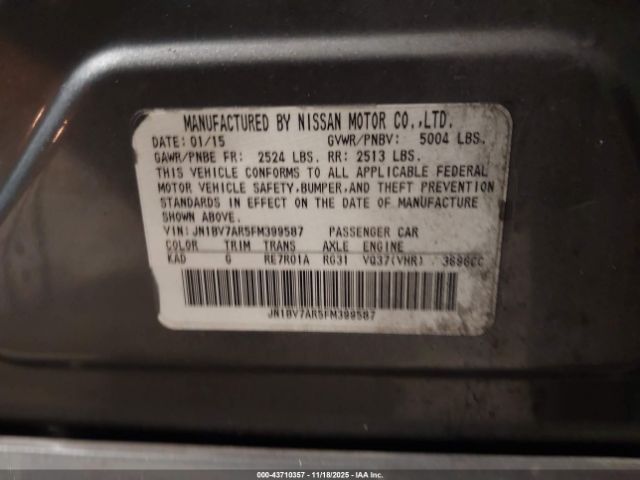 MANUFACTURED BY NISSAN MOTOR CO.,LTD.
DATE: 01/15 GVWR/PNBV: 5004 LBS.
GAWR/PNBE FR: 2524 LBS. RR: 2513 LBS.
THIS VEHICLE CONFORMS TO ALL APPLICABLE FEDERAL
MOTOR VEHICLE SAFETY, BUMPER, AND THEFT PREVENTION
STANDARDS IN EFFECT ON THE DATE OF MANUFACTURE
SHOWN ABOVE.
VIN: JN1BV7AR5FM399587 PASSENGER CAR
COLOR TRIM TRANS AXLE ENGINE
KAD G RE7R01A RG31 VQ37(VHR) 3696CC
JN1BV7AR5FM399587
000-43710357 - 11/18/2025 - IAA Inc.